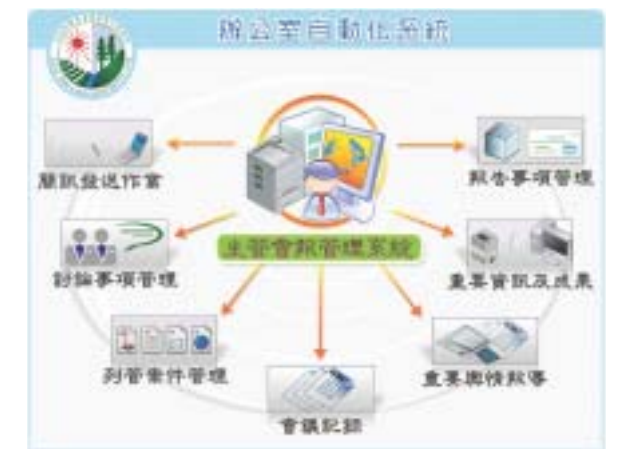 辦公室自動化系統
簡訊發送作業
報告事項管理
主管會報管理系統
討論事項管理
重要資訊及成果
列管案件管理
重要輿情報導
會議記錄